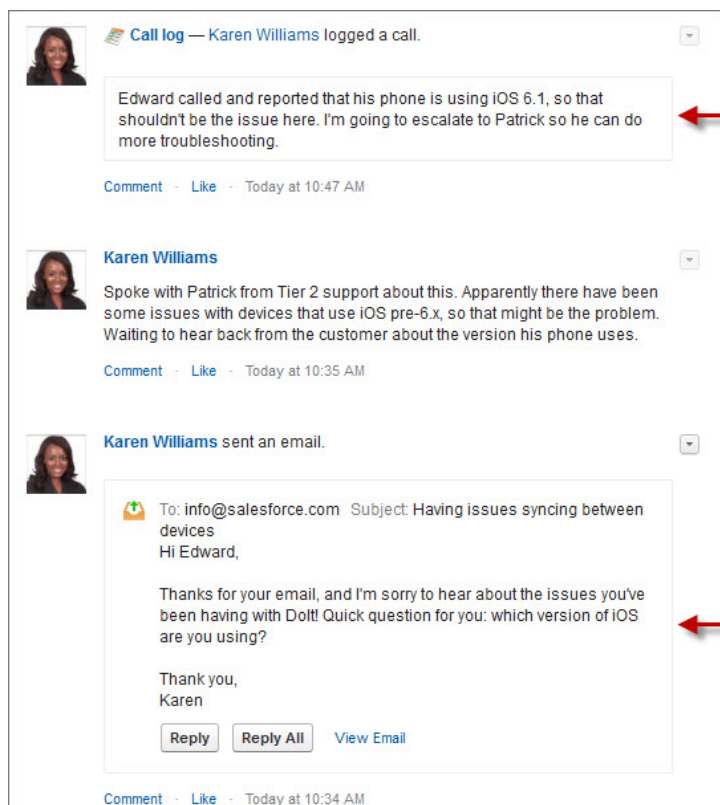 Call log — Karen Williams logged a call.
Edward called and reported that his phone is using iOS 6.1, so that
shouldn't be the issue here. I'm going to escalate to Patrick so he can do
more troubleshooting.
Comment · Like · Today at 10:47 AM
Karen Williams
Spoke with Patrick from Tier 2 support about this. Apparently there have been
some issues with devices that use iOS pre-6.x, so that might be the problem.
Waiting to hear back from the customer about the version his phone uses.
Comment · Like · Today at 10:35 AM
Karen Williams sent an email.
To: info@salesforce.com Subject: Having issues syncing between
devices
Hi Edward,
Thanks for your email, and I'm sorry to hear about the issues you've
been having with DoIt! Quick question for you: which version of iOS
are you using?
Thank you,
Karen
Reply Reply All View Email
Comment · Like · Today at 10:34 AM